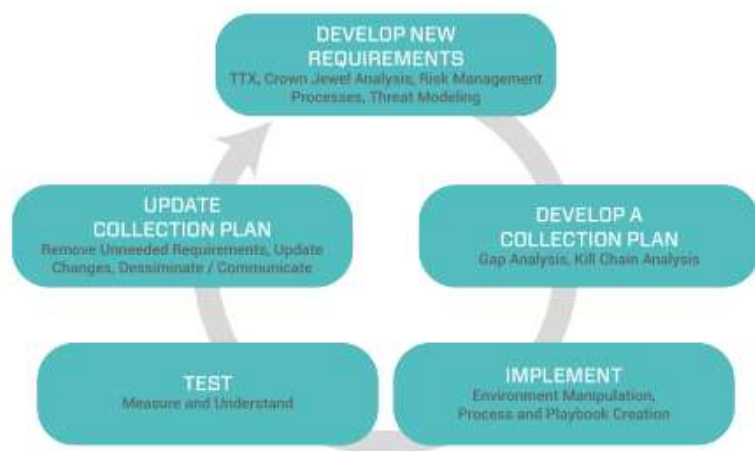 DEVELOP NEW
REQUIREMENTS
TTX, Crown Jewel Analysis, Risk Management
Processes, Threat Modeling
UPDATE
COLLECTION PLAN
Remove Unneeded Requirements, Update
Changes, Dessiminate / Communicate
DEVELOP A
COLLECTION PLAN
Gap Analysis, Kill Chain Analysis
TEST
Measure and Understand
IMPLEMENT
Environment Manipulation,
Process and Playbook Creation